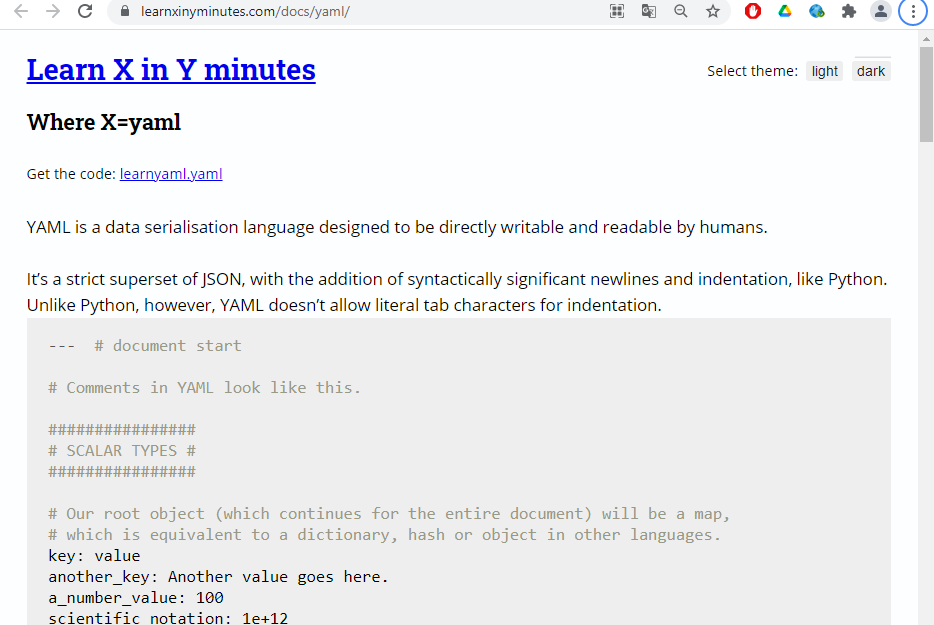 learnxinyminutes.com/docs/yaml/
Learn X in Y minutes
Select theme: light dark
Where X=yaml
Get the code: learnyaml.yaml
YAML is a data serialisation language designed to be directly writable and readable by humans.
It’s a strict superset of JSON, with the addition of syntactically significant newlines and indentation, like Python.
Unlike Python, however, YAML doesn’t allow literal tab characters for indentation.
---  # document start
# Comments in YAML look like this.
################
# SCALAR TYPES #
################
# Our root object (which continues for the entire document) will be a map,
# which is equivalent to a dictionary, hash or object in other languages.
key: value
another_key: Another value goes here.
a_number_value: 100
scientific_notation: 1e+12